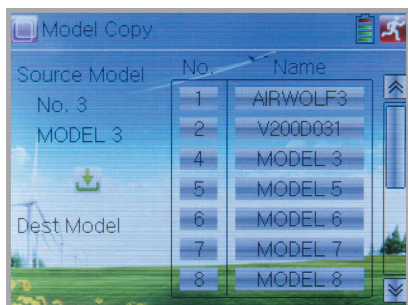 Model Copy
Source Model
No. 3
MODEL 3
Dest Model
No. Name
1 AIRWOLF3
2 V200D031
4 MODEL 3
5 MODEL 5
6 MODEL 6
7 MODEL 7
8 MODEL 8